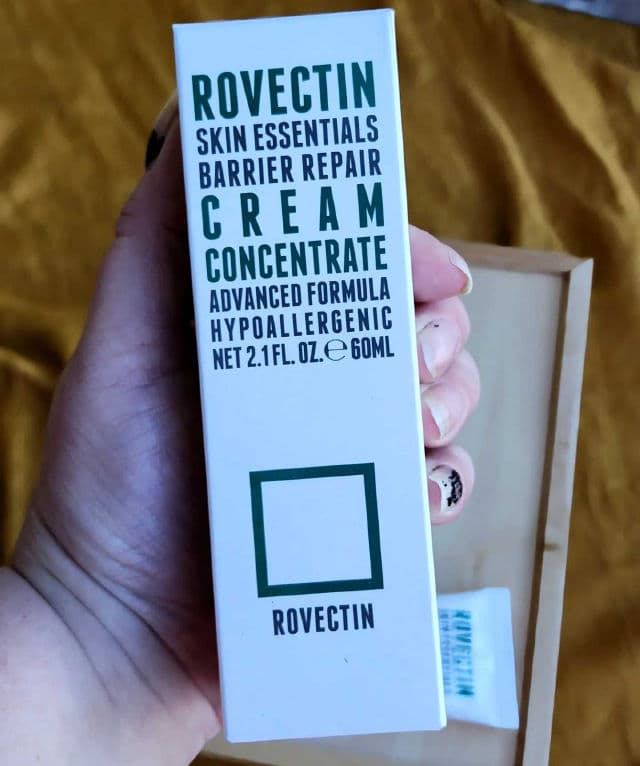 ROVECTIN
SKIN ESSENTIALS
BARRIER REPAIR
CREAM
CONCENTRATE
ADVANCED FORMULA
HYPOALLERGENIC
NET 2.1 FL. OZ. ℮ 60ML
ROVECTIN
ROVECTIN